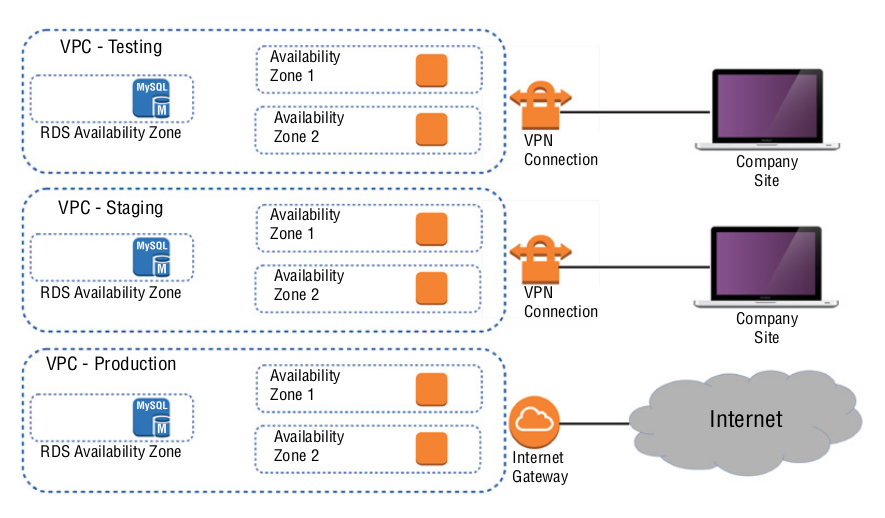 VPC - Testing
Availability
Zone 1
MySQL
M
RDS Availability Zone
Availability
Zone 2
VPN
Connection
Company
Site
VPC - Staging
Availability
Zone 1
MySQL
M
RDS Availability Zone
Availability
Zone 2
VPN
Connection
Company
Site
VPC - Production
Availability
Zone 1
MySQL
M
RDS Availability Zone
Availability
Zone 2
Internet
Gateway
Internet